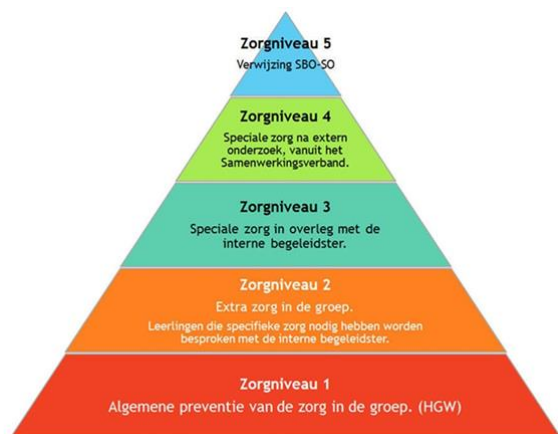 Zorgniveau 5
Verwijzing SBO-SO
Zorgniveau 4
Speciale zorg na extern
onderzoek, vanuit het
Samenwerkingsverband.
Zorgniveau 3
Speciale zorg in overleg met de
interne begeleidster.
Zorgniveau 2
Extra zorg in de groep.
Leerlingen die specifieke zorg nodig hebben worden
besproken met de interne begeleidster.
Zorgniveau 1
Algemene preventie van de zorg in de groep. (HGW)